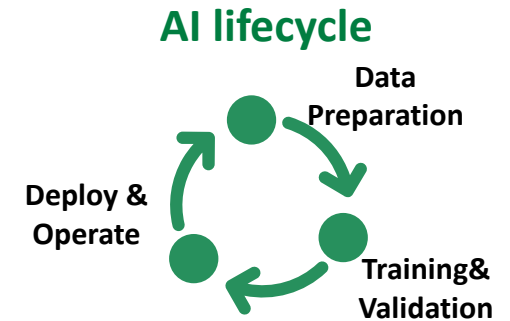 AI lifecycle
Data
Preparation
Deploy &
Operate
Training&
Validation